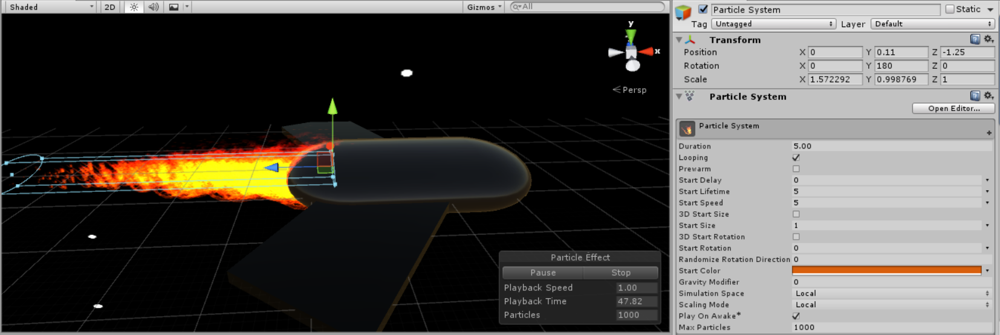 Shaded 2D Gizmos All
y
x
Persp
Particle Effect
Pause Stop
Playback Speed 1.00
Playback Time 47.82
Particles 1000
Particle System Static
Tag Untagged Layer Default
Transform
Position X 0 Y 0.11 Z -1.25
Rotation X 0 Y 180 Z 0
Scale X 1.572292 Y 0.998769 Z 1
Particle System
Open Editor...
Particle System
Duration 5.00
Looping
Prewarm
Start Delay 0
Start Lifetime 5
Start Speed 5
3D Start Size
Start Size 1
3D Start Rotation
Start Rotation 0
Randomize Rotation Direction 0
Start Color
Gravity Modifier 0
Simulation Space Local
Scaling Mode Local
Play On Awake*
Max Particles 1000